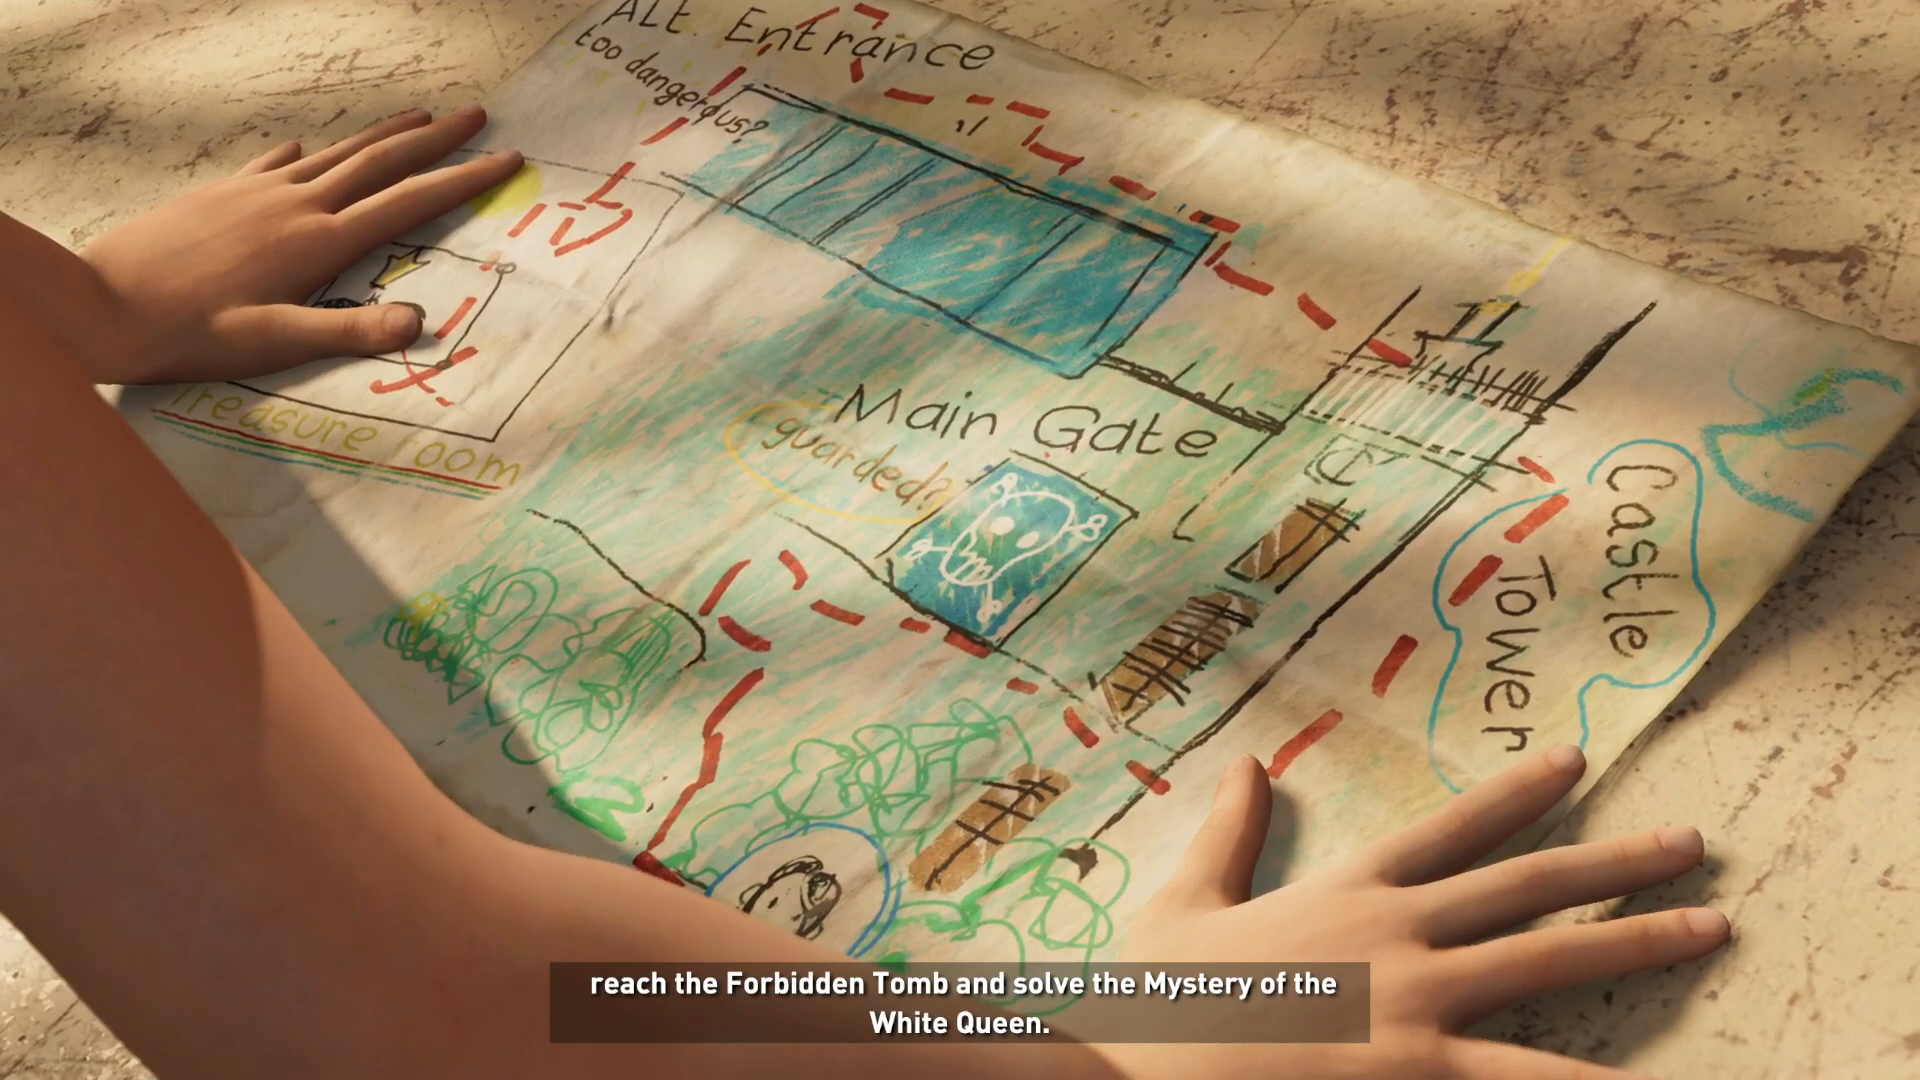 ALt. Entrance
too dangerous?
Main Gate
guarded?
Treasure room
Castle
Tower
reach the Forbidden Tomb and solve the Mystery of the
White Queen.